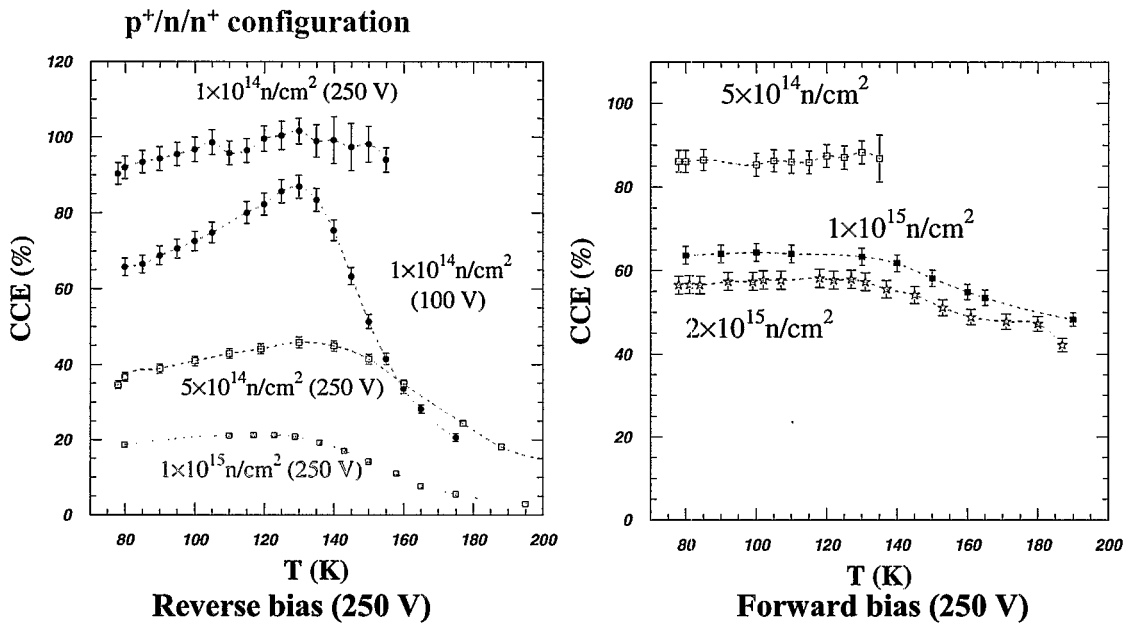 p⁺/n/n⁺ configuration
120
100
80
60
40
20
0
CCE (%)
1×10¹⁴n/cm² (250 V)
1×10¹⁴n/cm²
(100 V)
5×10¹⁴n/cm² (250 V)
1×10¹⁵n/cm² (250 V)
80 100 120 140 160 180 200
T (K)
Reverse bias (250 V)
100
80
60
40
20
0
CCE (%)
5×10¹⁴n/cm²
1×10¹⁵n/cm²
2×10¹⁵n/cm²
80 100 120 140 160 180 200
T (K)
Forward bias (250 V)